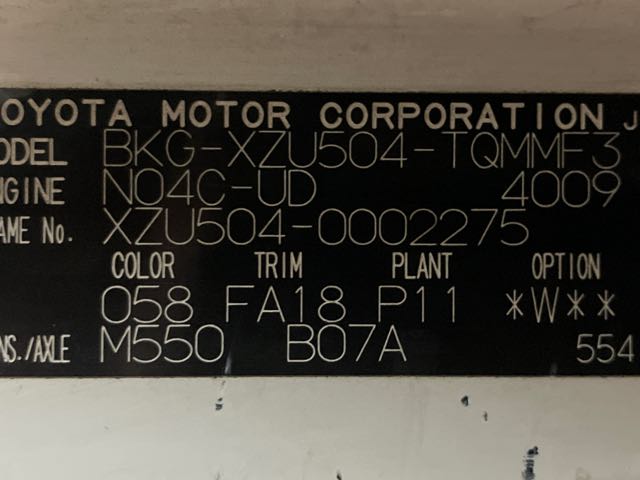 OYOTA MOTOR CORPORATION J
ODEL BKG-XZU504-TQMMF3
NGINE N04C-UD 4009
AME No. XZU504-0002275
COLOR TRIM PLANT OPTION
058 FA18 P11 *W**
NS./AXLE M550 B07A 554